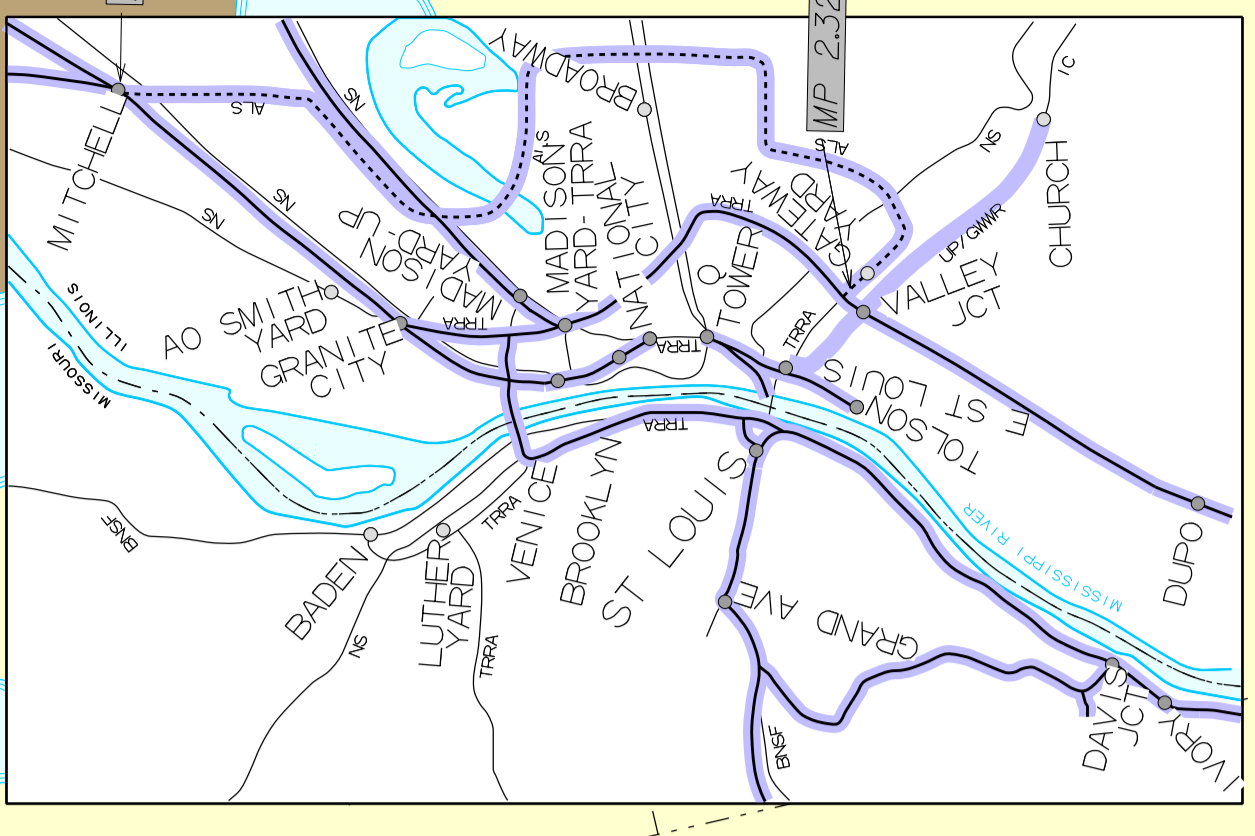 MP 2.32
BROADWAY
IC
NS
ALS
NS
ALS
ALS
NS
CHURCH
MITCHELL
NS
NS
MADISON
YARD-UP
MADISON
YARD-TRRA
NATIONAL
CITY
TRRA
GATEWAY
YARD
UP/GWWR
Q
TOWER
VALLEY
JCT
ILLINOIS
MISSOURI
AO SMITH
YARD
GRANITE
CITY
TRRA
TRRA
TRRA
E ST LOUIS
TOLSON
TRRA
BNSF
BADEN
LUTHER
YARD
TRRA
VENICE
BROOKLYN
ST LOUIS
MISSISSIPPI RIVER
DUPO
NS
TRRA
GRAND AVE
BNSF
DAVIS
JCT
IVORY